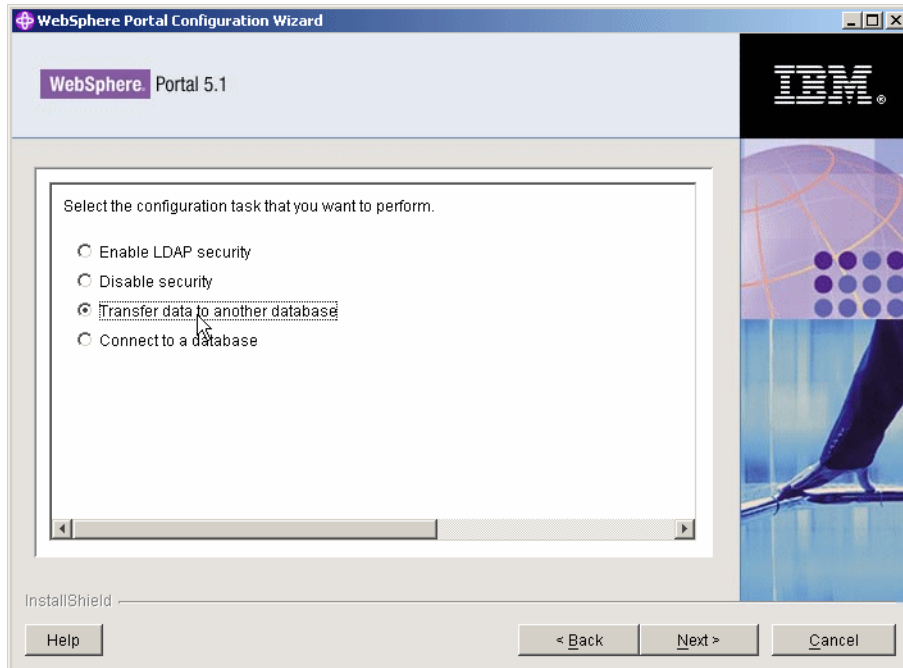 WebSphere Portal Configuration Wizard
WebSphere. Portal 5.1
IBM®
Select the configuration task that you want to perform.
Enable LDAP security
Disable security
Transfer data to another database
Connect to a database
InstallShield
Help
< Back
Next >
Cancel